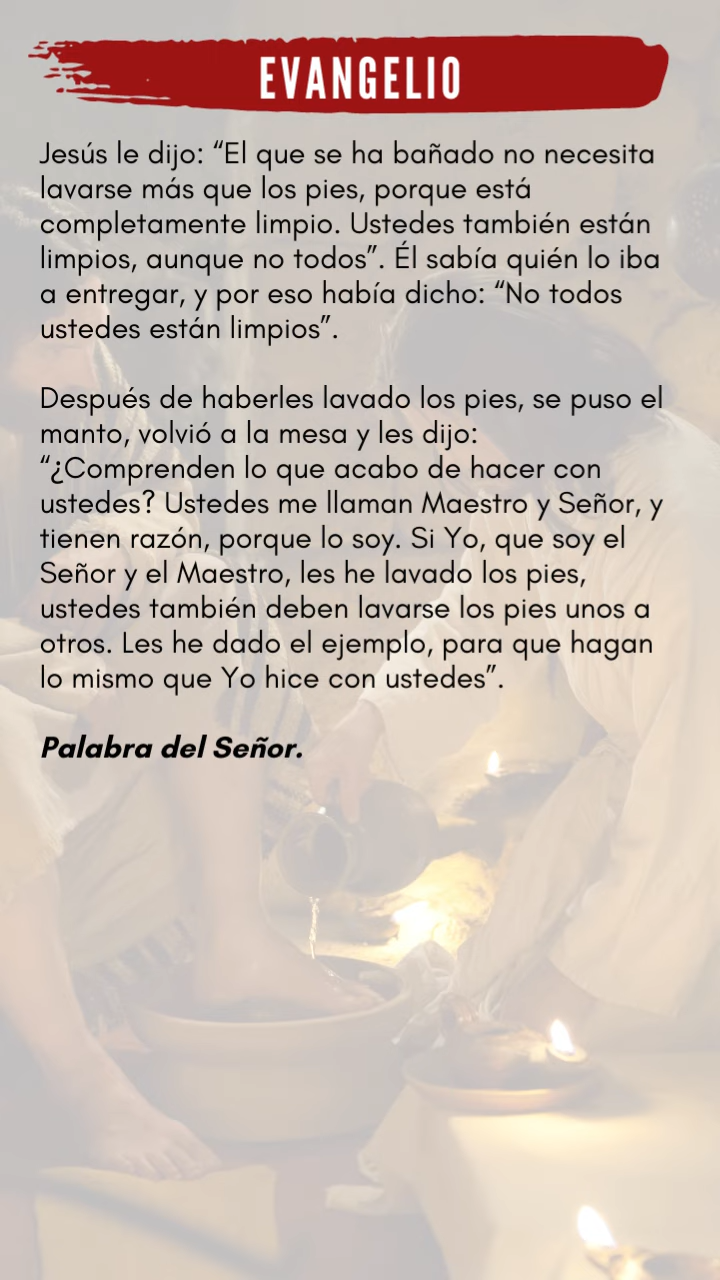 EVANGELIO
Jesús le dijo: “El que se ha bañado no necesita
lavarse más que los pies, porque está
completamente limpio. Ustedes también están
limpios, aunque no todos”. Él sabía quién lo iba
a entregar, y por eso había dicho: “No todos
ustedes están limpios”.
Después de haberles lavado los pies, se puso el
manto, volvió a la mesa y les dijo:
“¿Comprenden lo que acabo de hacer con
ustedes? Ustedes me llaman Maestro y Señor, y
tienen razón, porque lo soy. Si Yo, que soy el
Señor y el Maestro, les he lavado los pies,
ustedes también deben lavarse los pies unos a
otros. Les he dado el ejemplo, para que hagan
lo mismo que Yo hice con ustedes”.
Palabra del Señor.